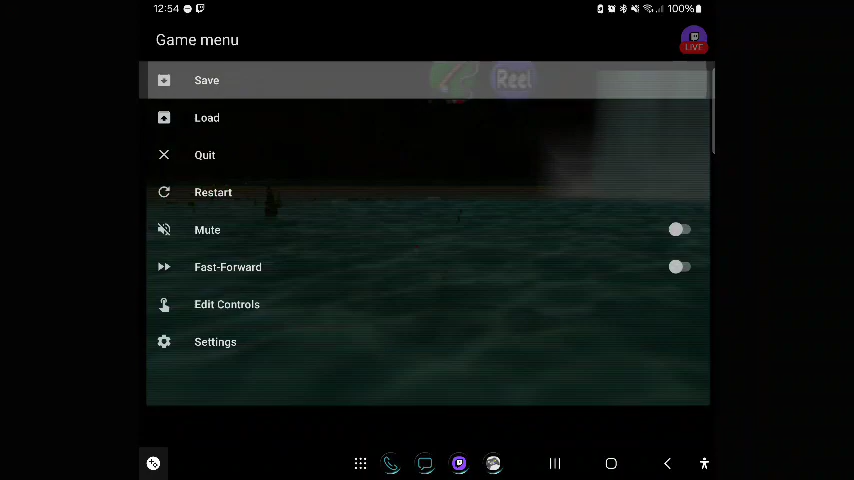 12:54
100%
Game menu
LIVE
Save
Reel
Load
Quit
Restart
Mute
Fast-Forward
Edit Controls
Settings